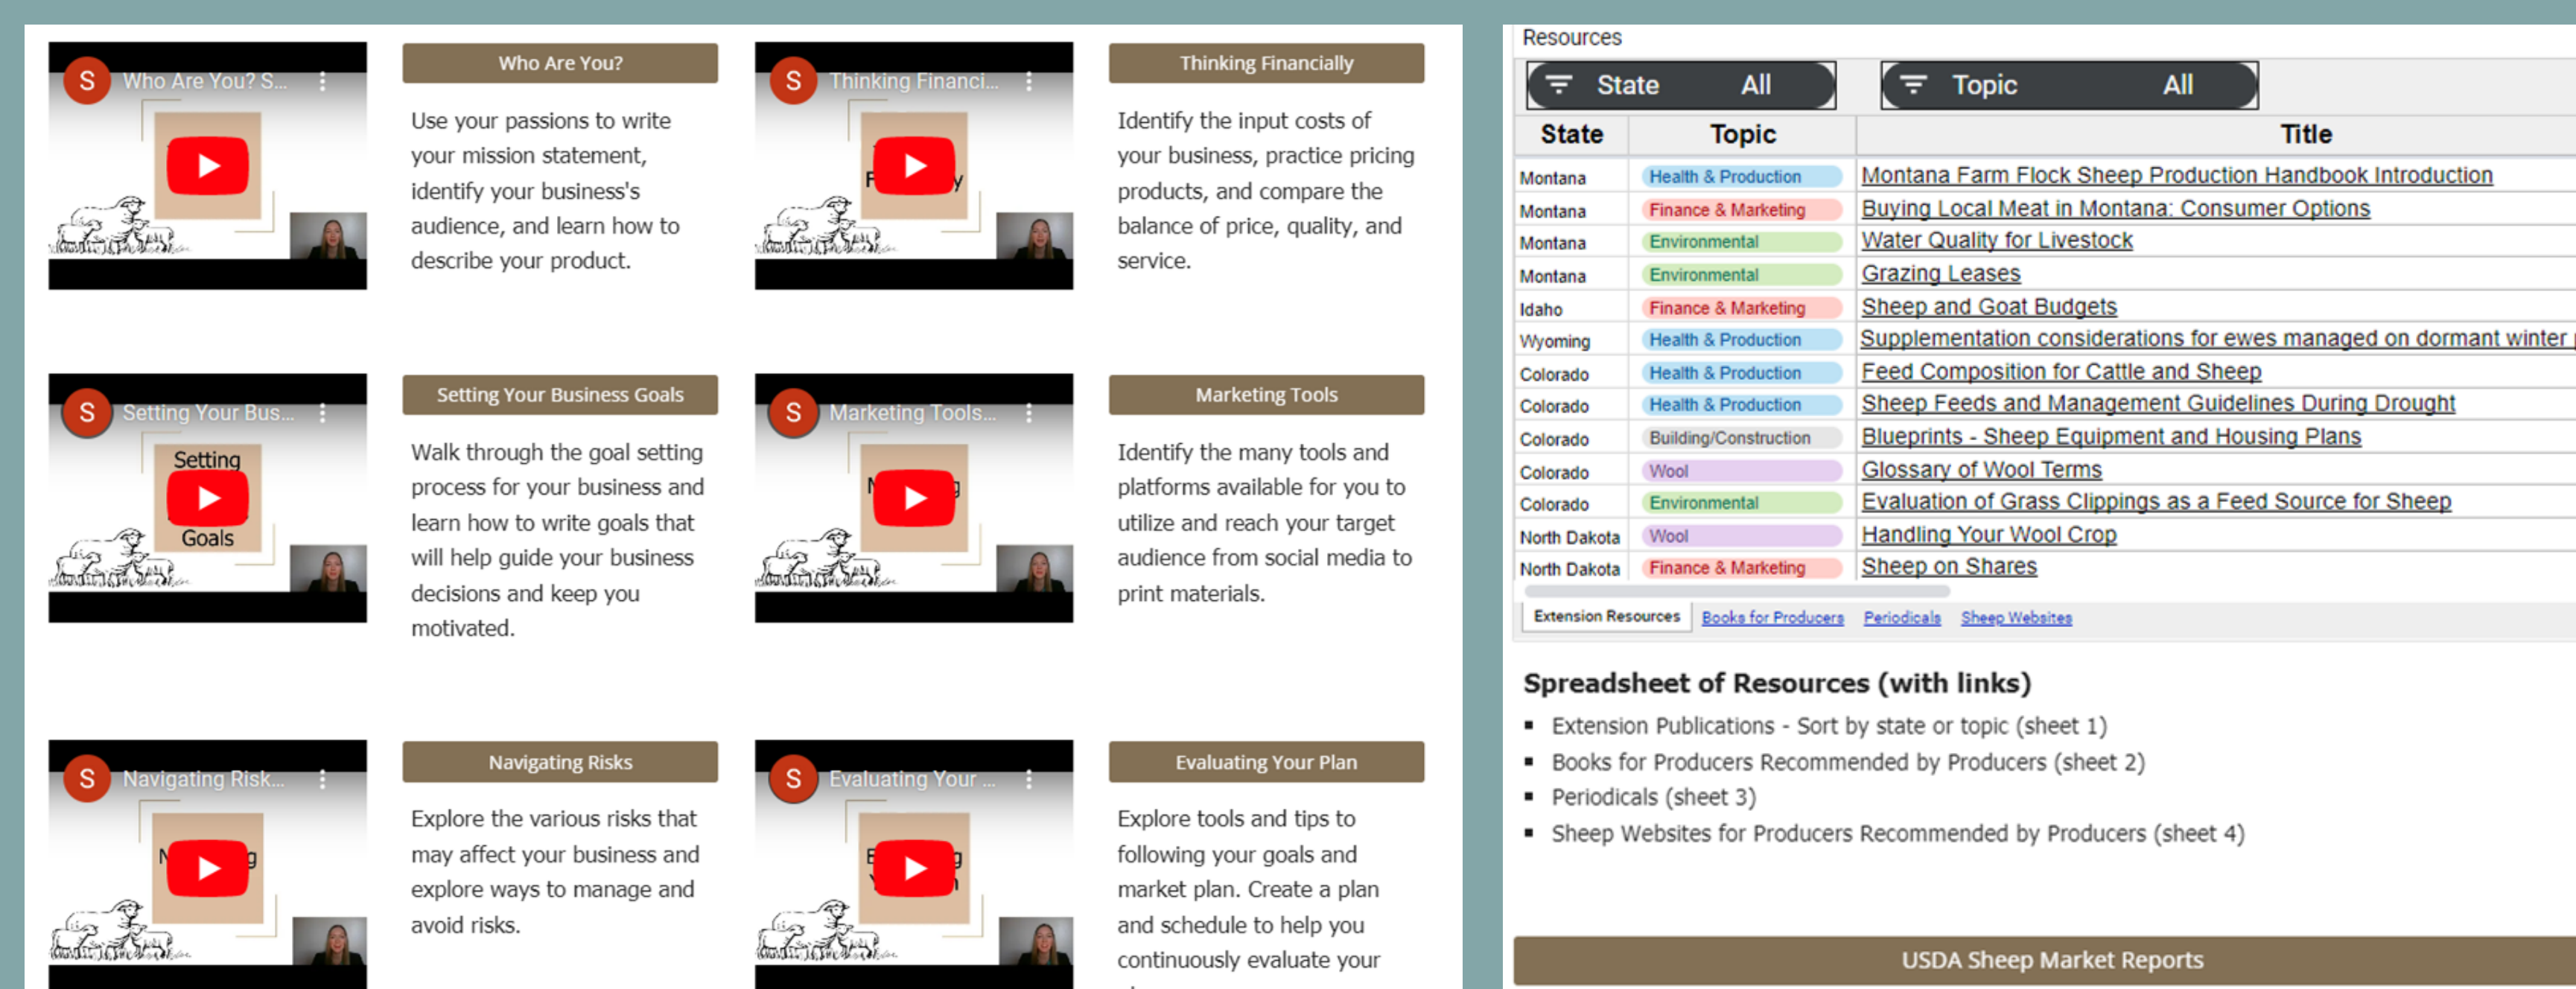 S Who Are You? S...
Who Are You?
Use your passions to write
your mission statement,
identify your business's
audience, and learn how to
describe your product.
S Thinking Financi...
Thinking Financially
Identify the input costs of
your business, practice pricing
products, and compare the
balance of price, quality, and
service.
S Setting Your Bus...
Setting
Goals
Setting Your Business Goals
Walk through the goal setting
process for your business and
learn how to write goals that
will help guide your business
decisions and keep you
motivated.
S Marketing Tools...
Marketing Tools
Identify the many tools and
platforms available for you to
utilize and reach your target
audience from social media to
print materials.
S Navigating Risk...
Navigating Risks
Explore the various risks that
may affect your business and
explore ways to manage and
avoid risks.
S Evaluating Your ...
Evaluating Your Plan
Explore tools and tips to
following your goals and
market plan. Create a plan
and schedule to help you
continuously evaluate your
Resources
State All Topic All
State Topic Title
Montana Health & Production Montana Farm Flock Sheep Production Handbook Introduction
Montana Finance & Marketing Buying Local Meat in Montana: Consumer Options
Montana Environmental Water Quality for Livestock
Montana Environmental Grazing Leases
Idaho Finance & Marketing Sheep and Goat Budgets
Wyoming Health & Production Supplementation considerations for ewes managed on dormant winter
Colorado Health & Production Feed Composition for Cattle and Sheep
Colorado Health & Production Sheep Feeds and Management Guidelines During Drought
Colorado Building/Construction Blueprints - Sheep Equipment and Housing Plans
Colorado Wool Glossary of Wool Terms
Colorado Environmental Evaluation of Grass Clippings as a Feed Source for Sheep
North Dakota Wool Handling Your Wool Crop
North Dakota Finance & Marketing Sheep on Shares
Extension Resources Books for Producers Periodicals Sheep Websites
Spreadsheet of Resources (with links)
▪ Extension Publications - Sort by state or topic (sheet 1)
▪ Books for Producers Recommended by Producers (sheet 2)
▪ Periodicals (sheet 3)
▪ Sheep Websites for Producers Recommended by Producers (sheet 4)
USDA Sheep Market Reports